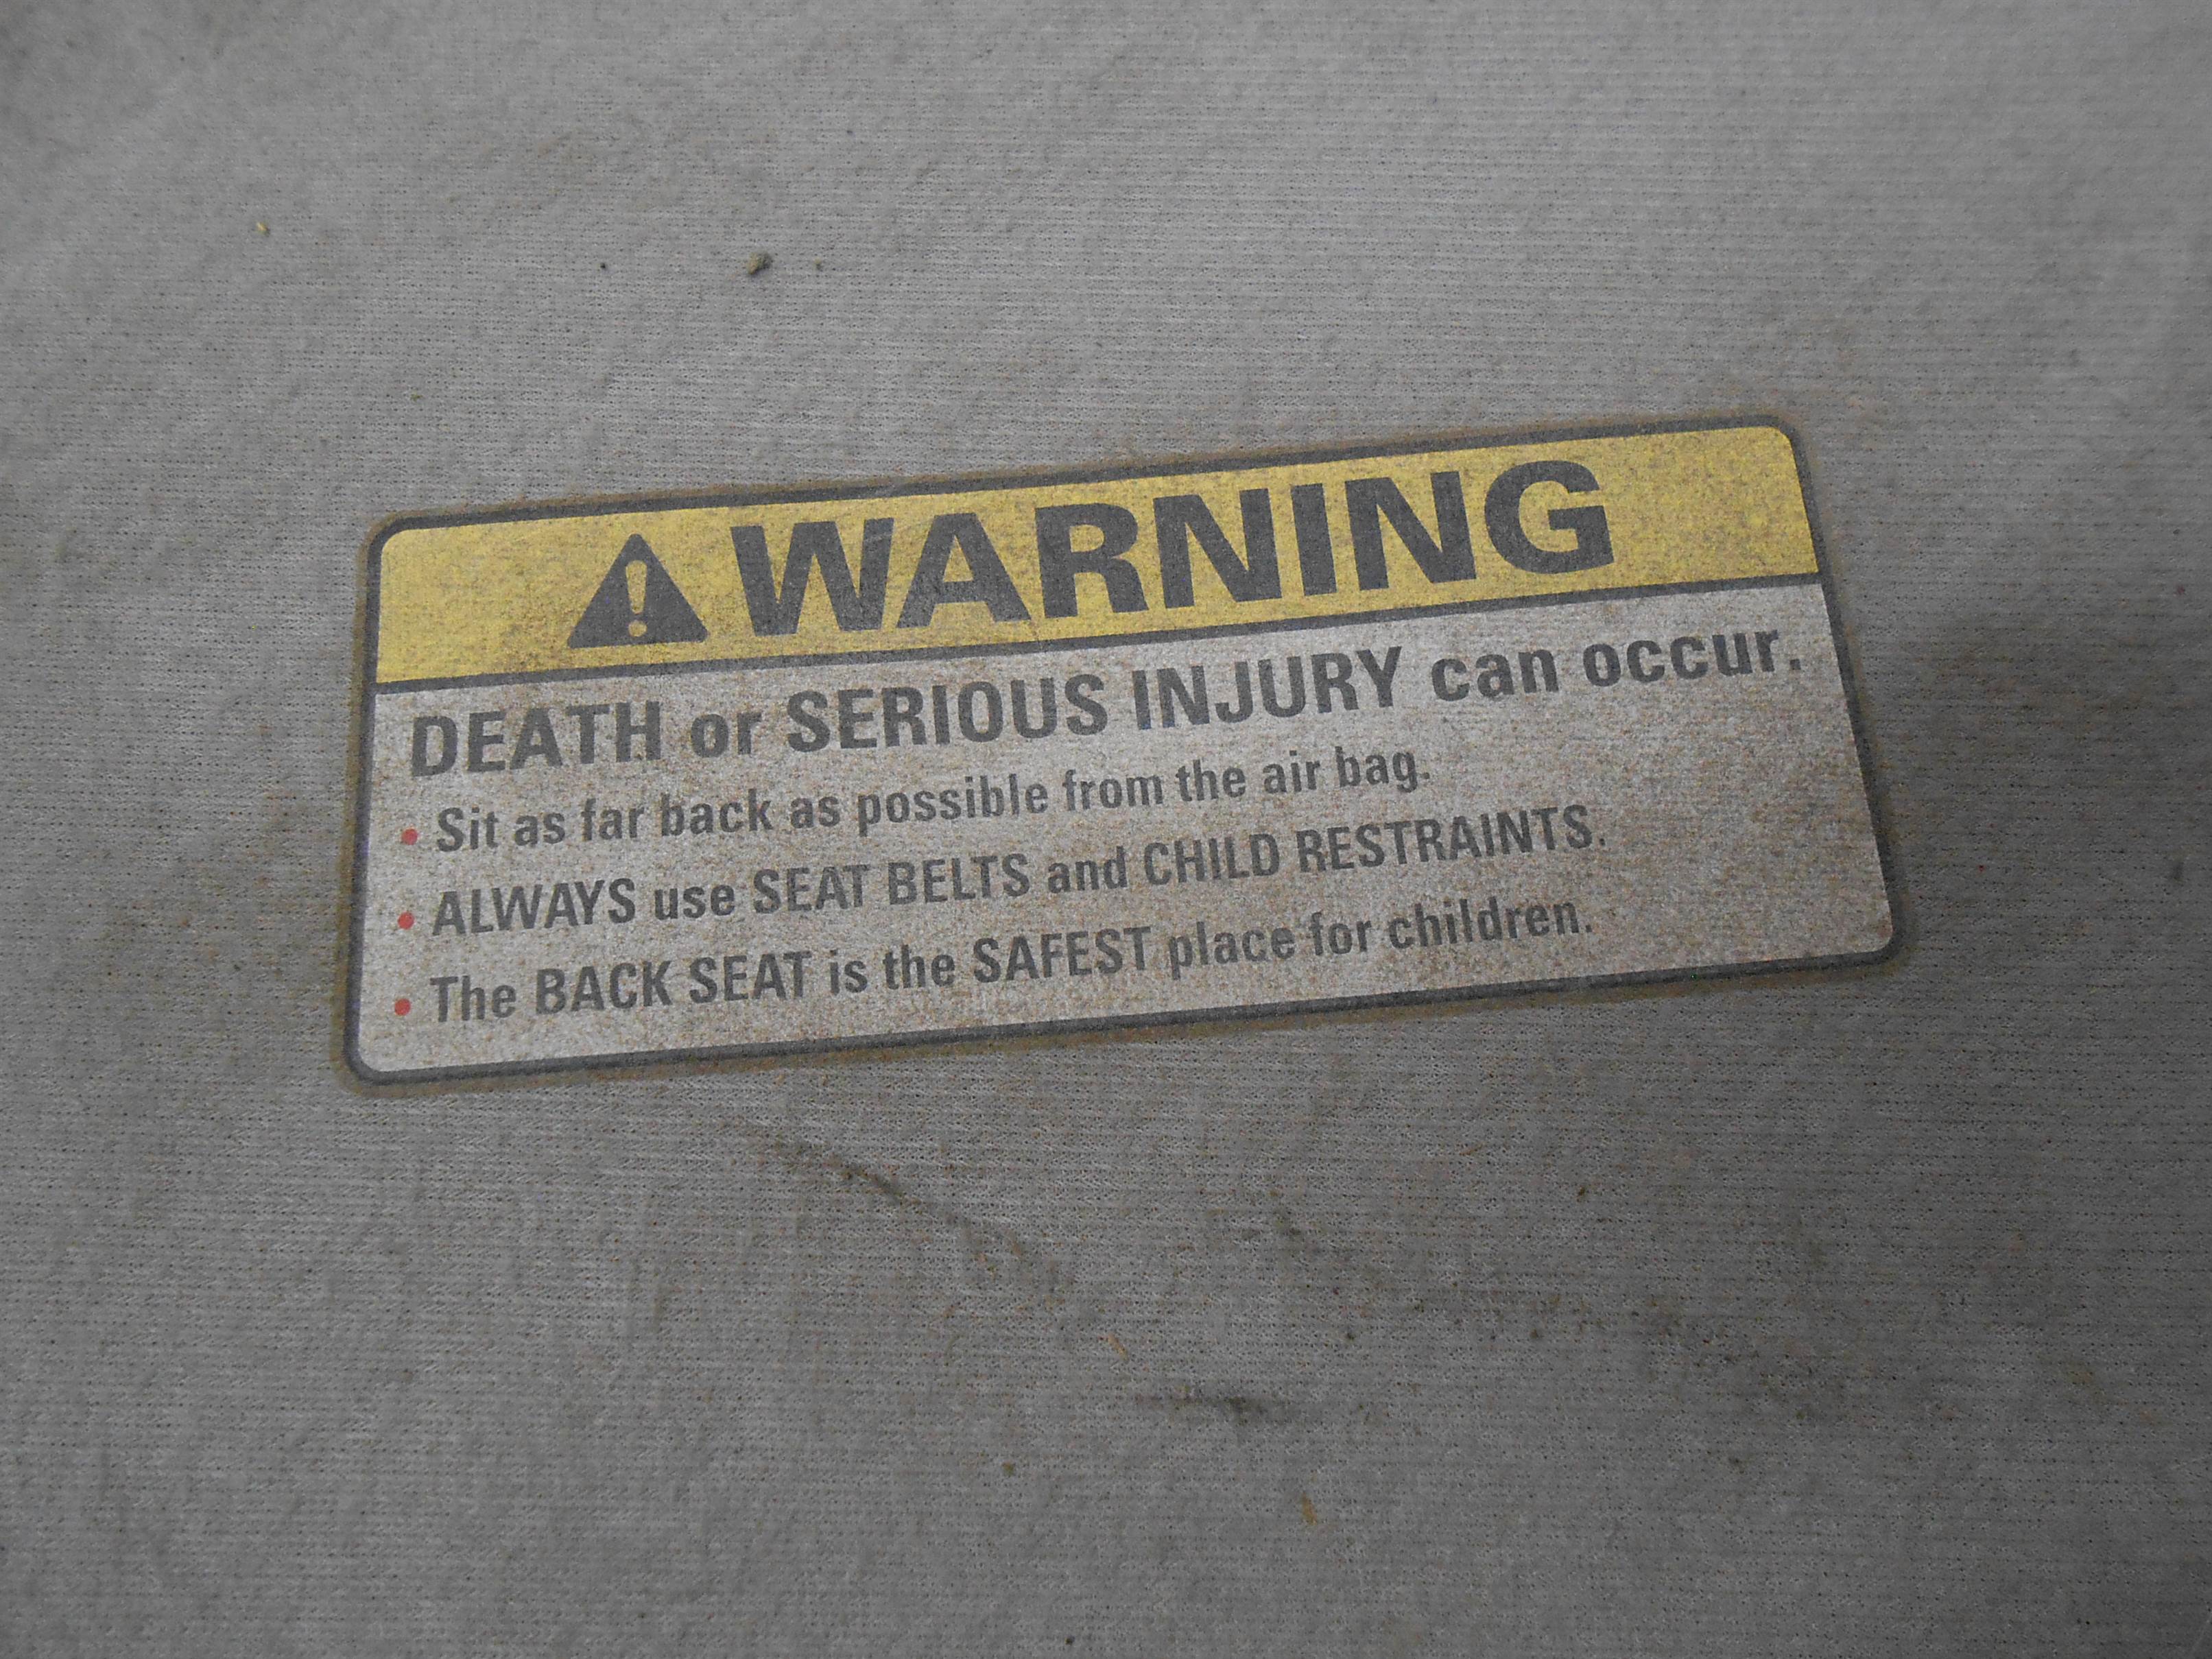 WARNING
DEATH or SERIOUS INJURY can occur.
• Sit as far back as possible from the air bag.
• ALWAYS use SEAT BELTS and CHILD RESTRAINTS.
• The BACK SEAT is the SAFEST place for children.